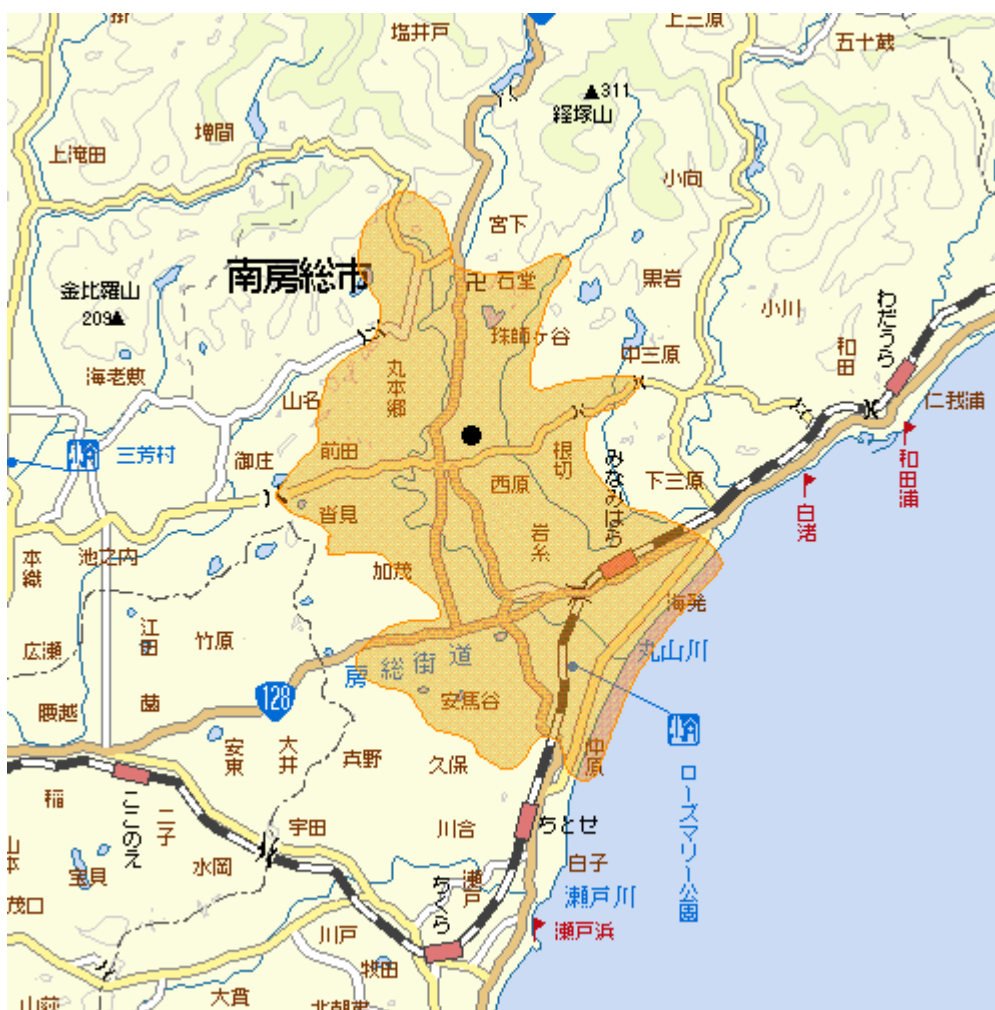 塩井戸
上三原
五十蔵
▲311
経塚山
増間
上滝田
小向
宮下
南房総市
金比羅山
209▲
石堂
黒岩
小川
わだうら
珠師ヶ谷
中三原
和田
海老敷
丸本郷
山名
仁我浦
三芳村
御庄
前田
根切
西原
みなみはら
下三原
和田浦
白渚
沓見
岩糸
本織
池之内
加茂
海発
江田
竹原
広瀬
丸山川
房総街道
128
安馬谷
腰越
薗
安東
大井
真野
久保
中原
ローズマリー公園
稲
ここのえ
二子
宇田
川合
ちとせ
水岡
宝貝
白子
瀬戸
瀬戸川
茂口
ちくら
川戸
瀬戸浜
牧田
大貫
山荻